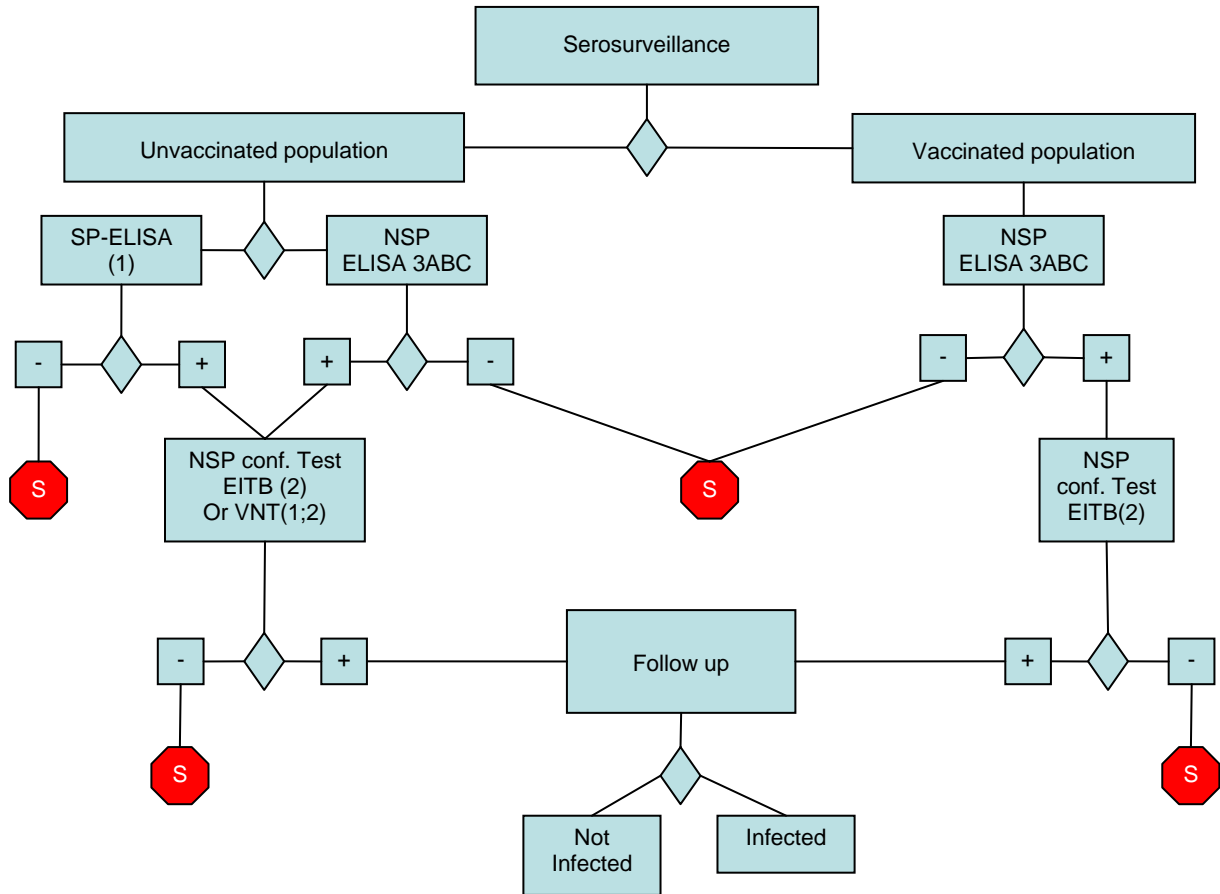 Serosurveillance
Unvaccinated population
Vaccinated population
SP-ELISA
(1)
NSP
ELISA 3ABC
NSP
ELISA 3ABC
-
+
+
-
-
+
S
NSP conf. Test
EITB (2)
Or VNT(1;2)
S
NSP
conf. Test
EITB(2)
-
+
Follow up
+
-
S
S
Not
Infected
Infected